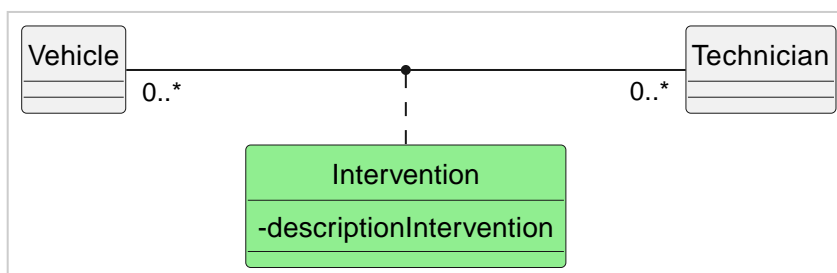 Vehicle
Technician
0..*
0..*
Intervention
-descriptionIntervention